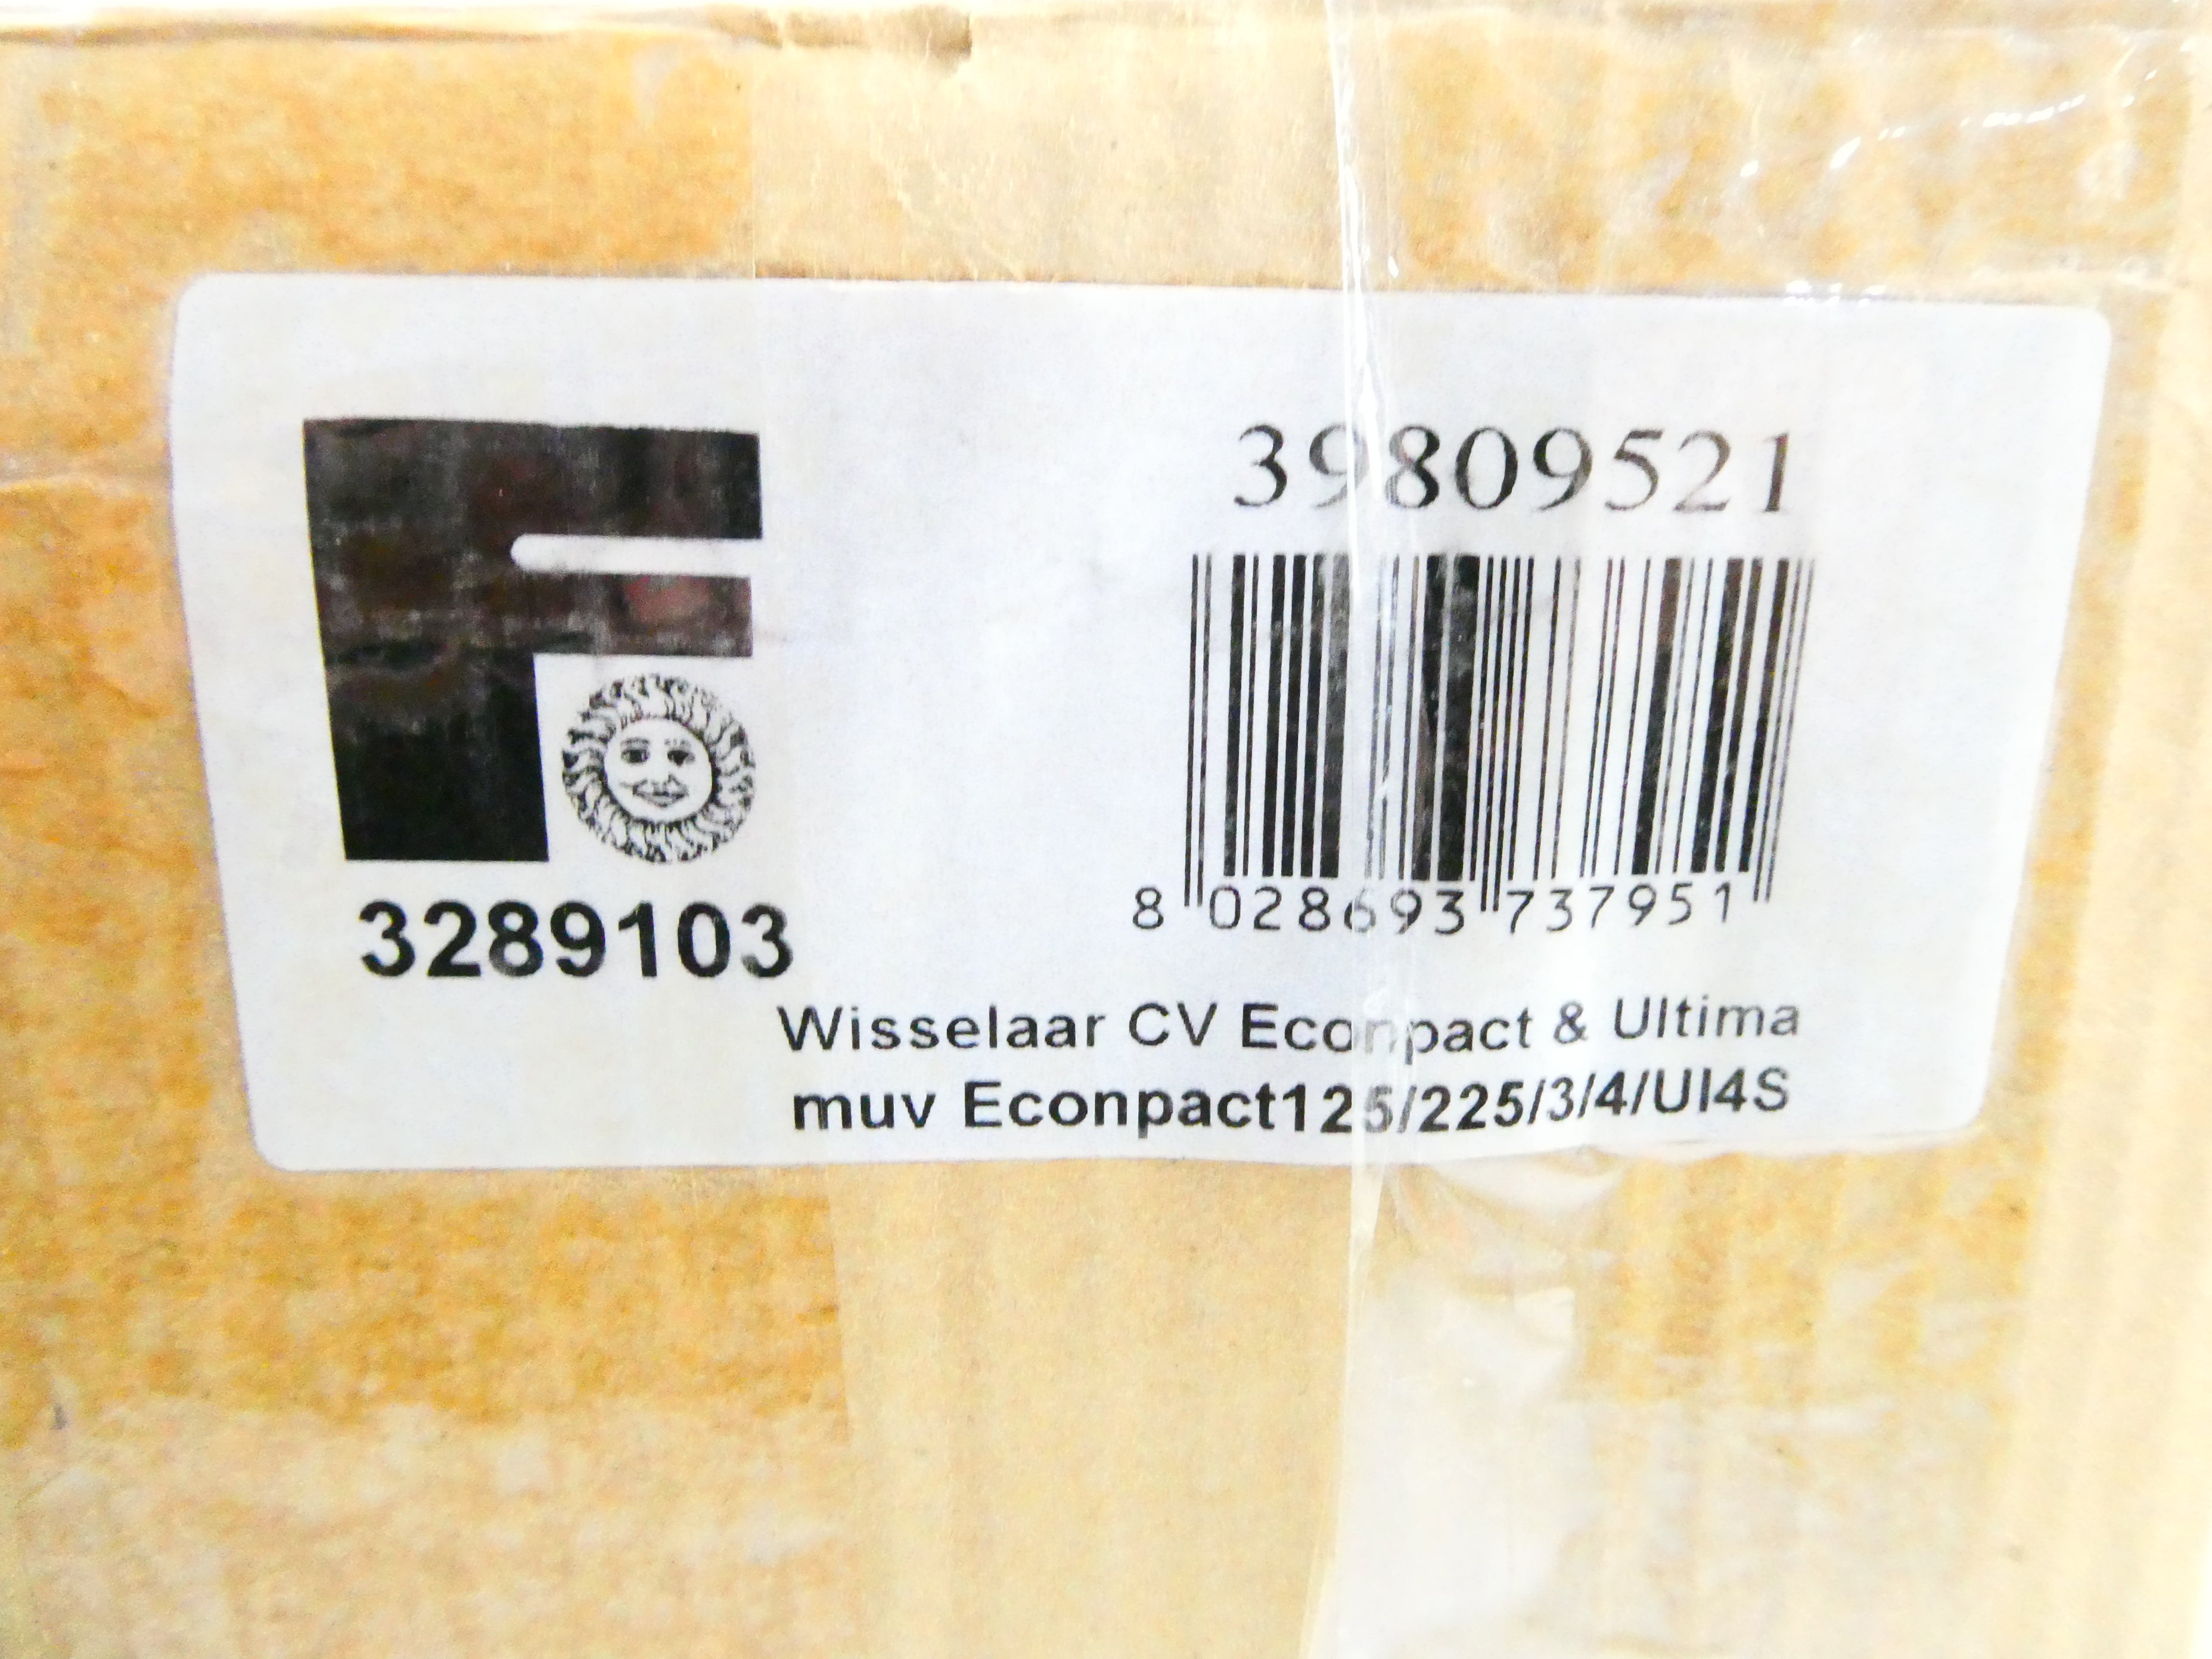 F
39809521
8 028693 737951
3289103
Wisselaar CV Econpact & Ultima
muv Econpact125/225/3/4/Ul4S